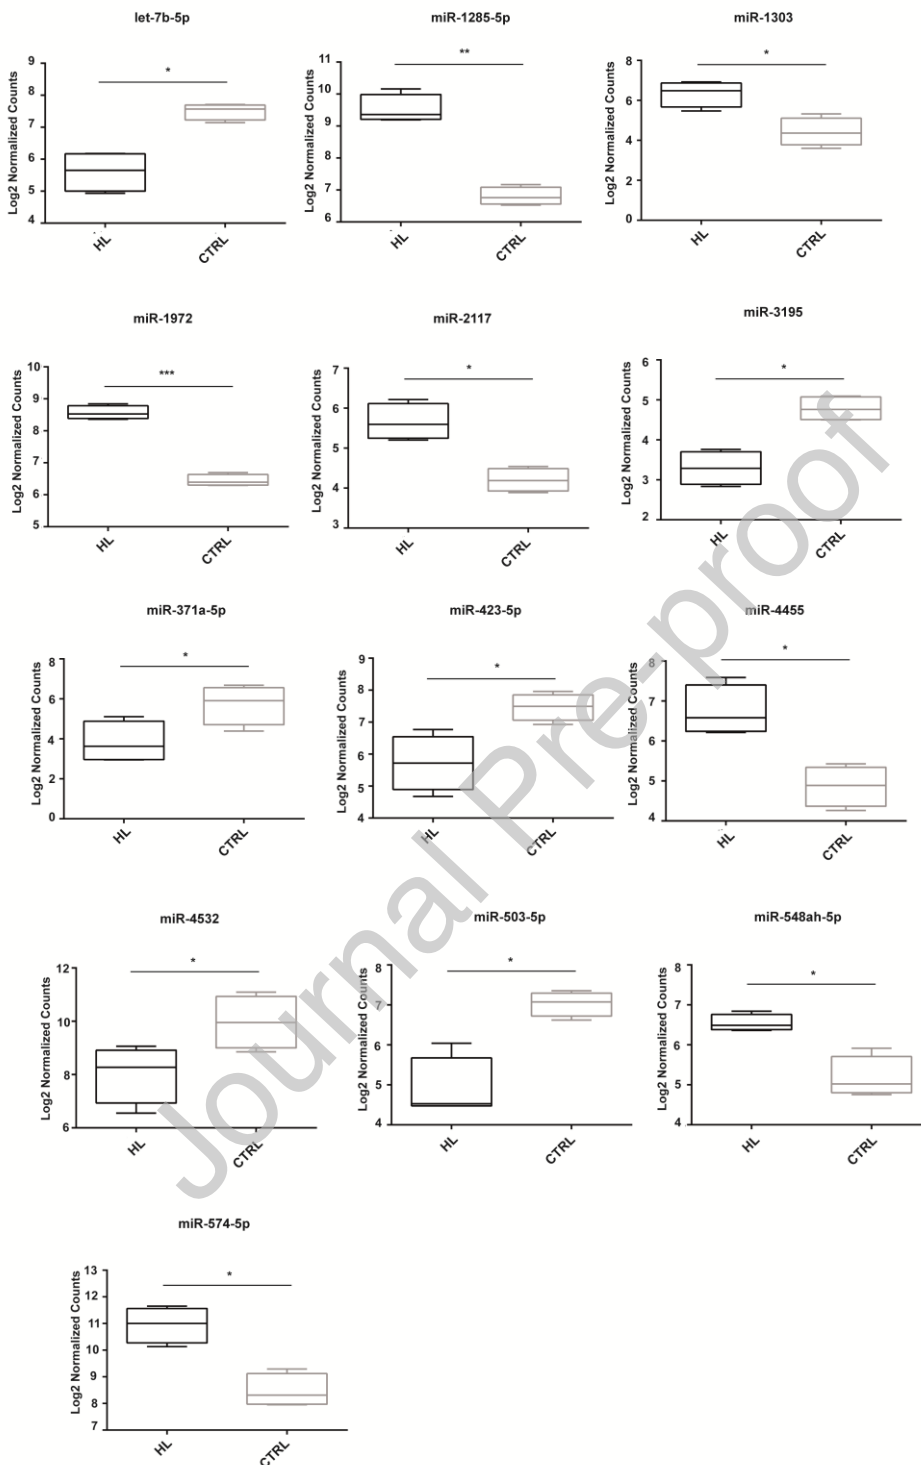 let-7b-5p
miR-1285-5p
miR-1303
Log2 Normalized Counts
9
8
7
6
5
4
*
HL
CTRL
Log2 Normalized Counts
11
10
9
8
7
6
**
HL
CTRL
Log2 Normalized Counts
8
6
4
2
0
*
HL
CTRL
miR-1972
miR-2117
miR-3195
Log2 Normalized Counts
10
9
8
7
6
5
***
HL
CTRL
Log2 Normalized Counts
7
6
5
4
3
*
HL
CTRL
Log2 Normalized Counts
6
5
4
3
2
*
HL
CTRL
miR-371a-5p
miR-423-5p
miR-4455
Log2 Normalized Counts
8
6
4
2
0
*
HL
CTRL
Log2 Normalized Counts
9
8
7
6
5
4
*
HL
CTRL
Log2 Normalized Counts
8
7
6
5
4
*
HL
CTRL
miR-4532
miR-503-5p
miR-548ah-5p
Log2 Normalized Counts
12
10
8
6
*
HL
CTRL
Log2 Normalized Counts
8
7
6
5
4
*
HL
CTRL
Log2 Normalized Counts
8
7
6
5
4
*
HL
CTRL
miR-574-5p
Log2 Normalized Counts
13
12
11
10
9
8
7
*
HL
CTRL
Journal Pre-proof